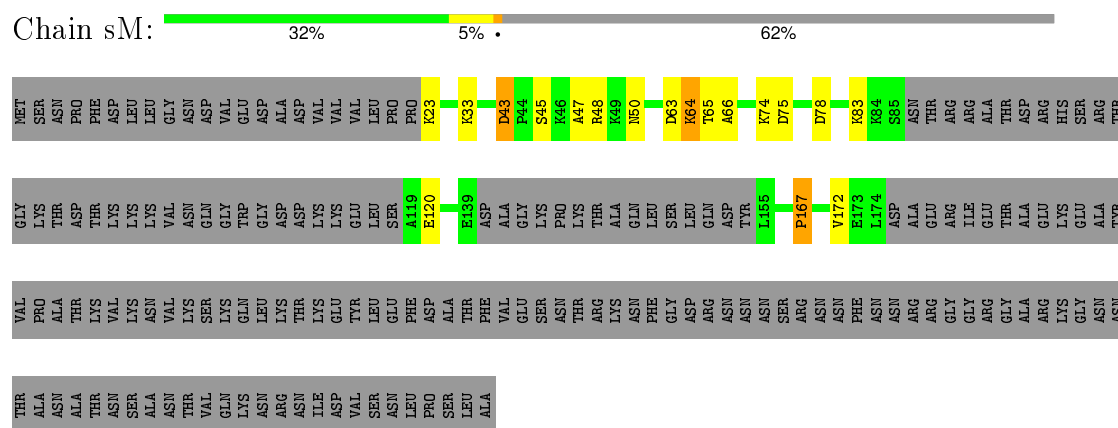 Chain sM:
32% 5% • 62%
MET SER ASN PRO PHE ASP LEU LEU GLY ASN ASP VAL GLU ASP ALA ASP VAL VAL VAL LEU PRO PRO K23 K33 D43 P44 S45 K46 A47 R48 K49 N50 D63 K64 T65 A66 K74 D75 D78 K83 K84 S85 ASN THR ARG ARG ALA THR ASP ARG HIS SER ARG THR
GLY LYS THR ASP THR LYS LYS LYS VAL ASN GLN GLY TRP GLY ASP ASP LYS LYS GLU LEU SER A119 E120 E139 ASP ALA GLY LYS PRO LYS THR ALA GLN LEU SER LEU GLN ASP TYR L155 P167 V172 E173 L174 ASP ALA GLU ARG ILE GLU THR ALA GLU LYS GLU ALA THR
VAL PRO ALA THR LYS VAL LYS ASN VAL LYS SER LYS GLN LEU LYS THR LYS GLU TYR LEU GLU PHE ASP ALA THR PHE VAL GLU SER ASN THR ARG LYS ASN PHE GLY ASP ARG ASN ASN ASN SER ARG ASN ASN PHE ASN ASN ARG ARG GLY GLY ARG GLY ALA ARG LYS GLY ASN ASN
THR ALA ASN ALA THR ASN SER ALA ASN THR VAL GLN LYS ASN ARG ASN ILE ASP VAL SER ASN LEU PRO SER LEU ALA